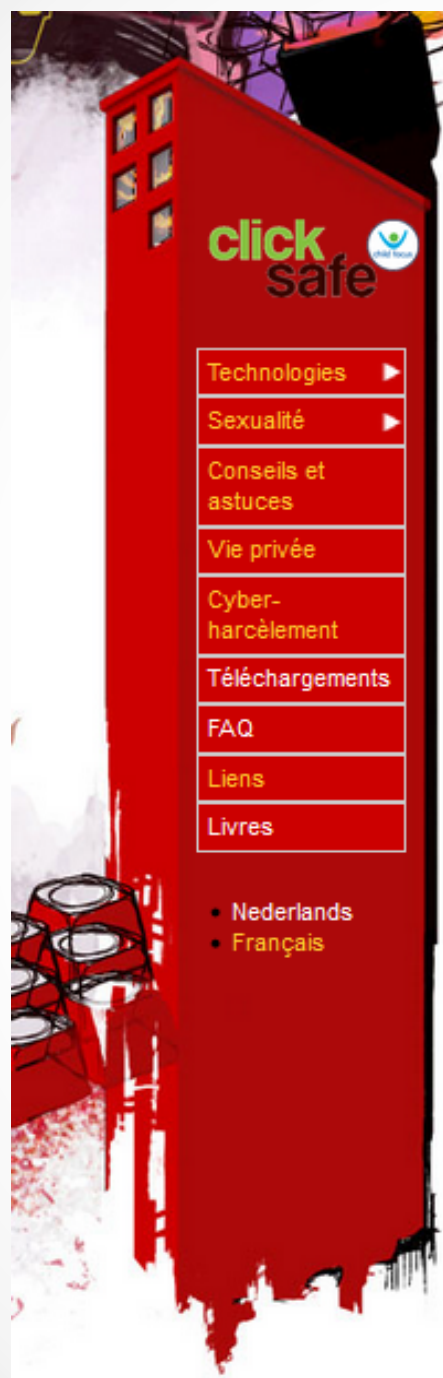 click
safe
child focus
Technologies
Sexualité
Conseils et
astuces
Vie privée
Cyber-
harcèlement
Téléchargements
FAQ
Liens
Livres
Nederlands
Français